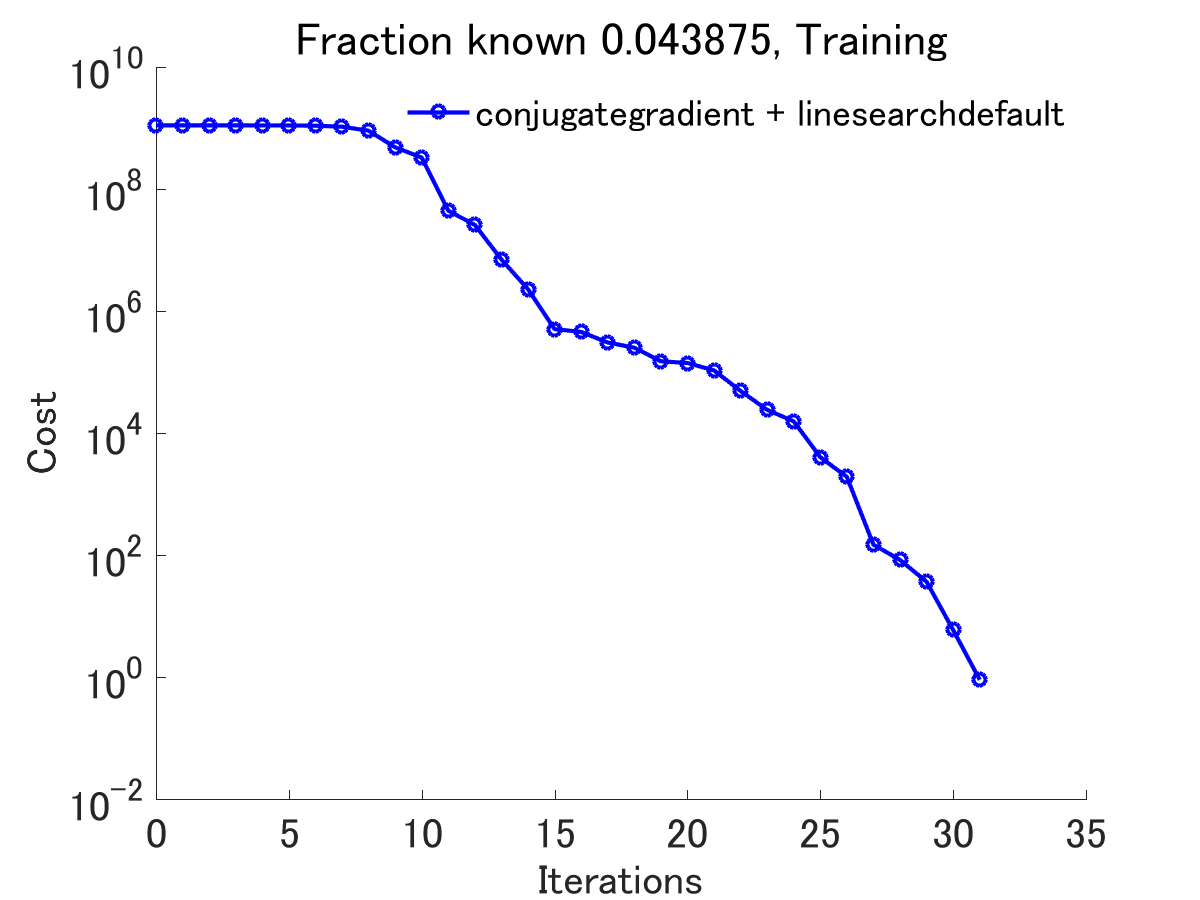 Fraction known 0.043875, Training
conjugategradient + linesearchdefault
10^10
10^8
10^6
10^4
10^2
10^0
10^-2
Cost
0 5 10 15 20 25 30 35
Iterations